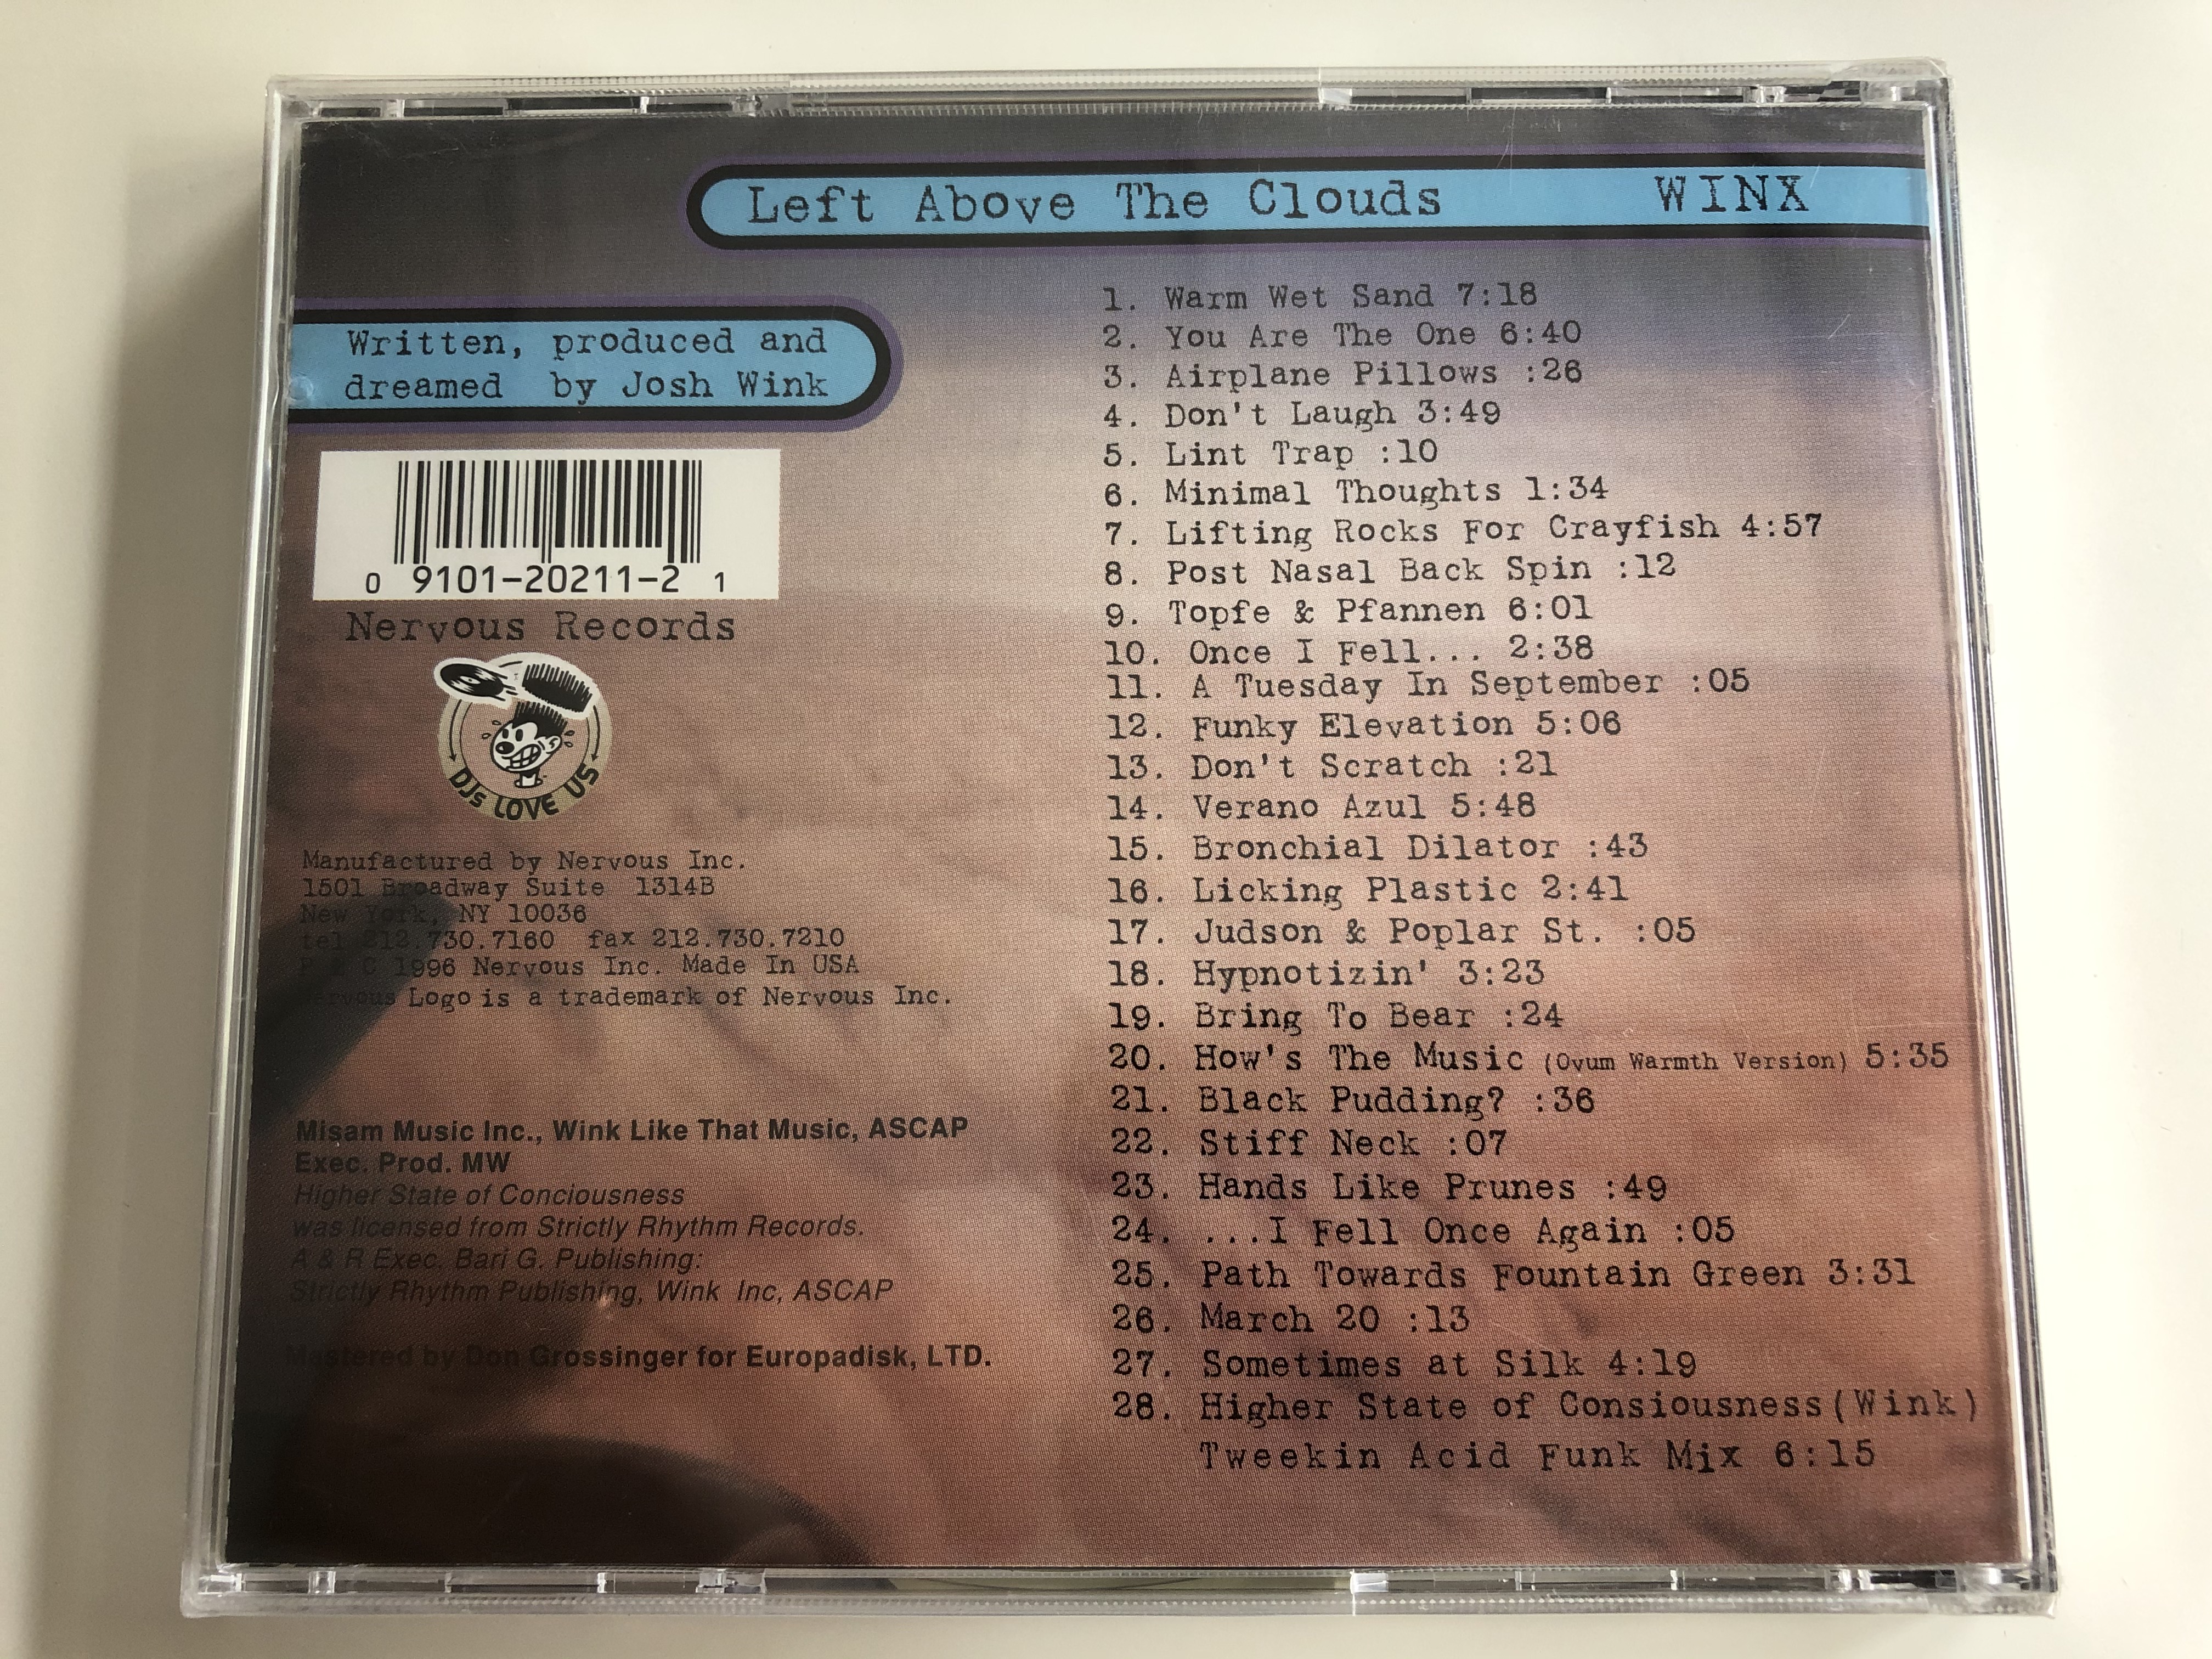 Left Above The Clouds WINX
Written, produced and
dreamed by Josh Wink
0 9101-20211-2 1
Nervous Records
DJs LOVE US
Manufactured by Nervous Inc.
1501 Broadway Suite 1314B
New York, NY 10036
tel 212.730.7160 fax 212.730.7210
P & C 1996 Nervous Inc. Made In USA
Nervous Logo is a trademark of Nervous Inc.
Misam Music Inc., Wink Like That Music, ASCAP
Exec. Prod. MW
Higher State of Conciousness
was licensed from Strictly Rhythm Records.
A & R Exec. Bari G. Publishing:
Strictly Rhythm Publishing, Wink Inc, ASCAP
Mastered by Don Grossinger for Europadisk, LTD.
1. Warm Wet Sand 7:18
2. You Are The One 6:40
3. Airplane Pillows :26
4. Don't Laugh 3:49
5. Lint Trap :10
6. Minimal Thoughts 1:34
7. Lifting Rocks For Crayfish 4:57
8. Post Nasal Back Spin :12
9. Topfe & Pfannen 6:01
10. Once I Fell... 2:38
11. A Tuesday In September :05
12. Funky Elevation 5:06
13. Don't Scratch :21
14. Verano Azul 5:48
15. Bronchial Dilator :43
16. Licking Plastic 2:41
17. Judson & Poplar St. :05
18. Hypnotizin' 3:23
19. Bring To Bear :24
20. How's The Music (Ovum Warmth Version) 5:35
21. Black Pudding? :36
22. Stiff Neck :07
23. Hands Like Prunes :49
24. ...I Fell Once Again :05
25. Path Towards Fountain Green 3:31
26. March 20 :13
27. Sometimes at Silk 4:19
28. Higher State of Consiousness(Wink)
Tweekin Acid Funk Mix 6:15